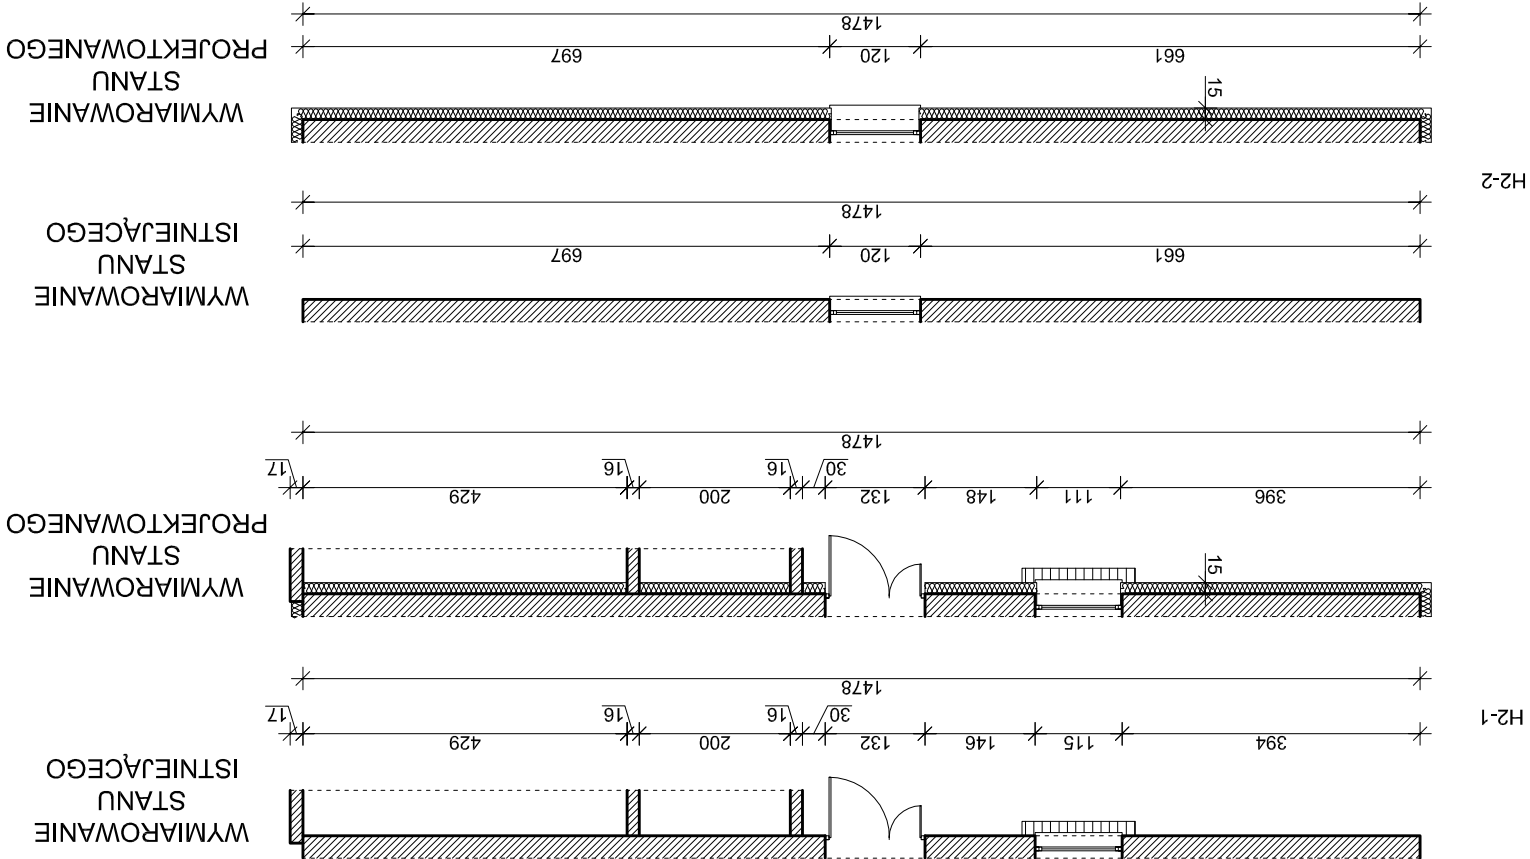 H2-1
WYMIAROWANIE
STANU
ISTNIEJĄCEGO
394 115 146 132 30 16 200 16 429 17
1478
WYMIAROWANIE
STANU
PROJEKTOWANEGO
15
396 111 148 132 30 16 200 16 429 17
1478
H2-2
WYMIAROWANIE
STANU
ISTNIEJĄCEGO
661 120 697
1478
WYMIAROWANIE
STANU
PROJEKTOWANEGO
15
661 120 697
1478